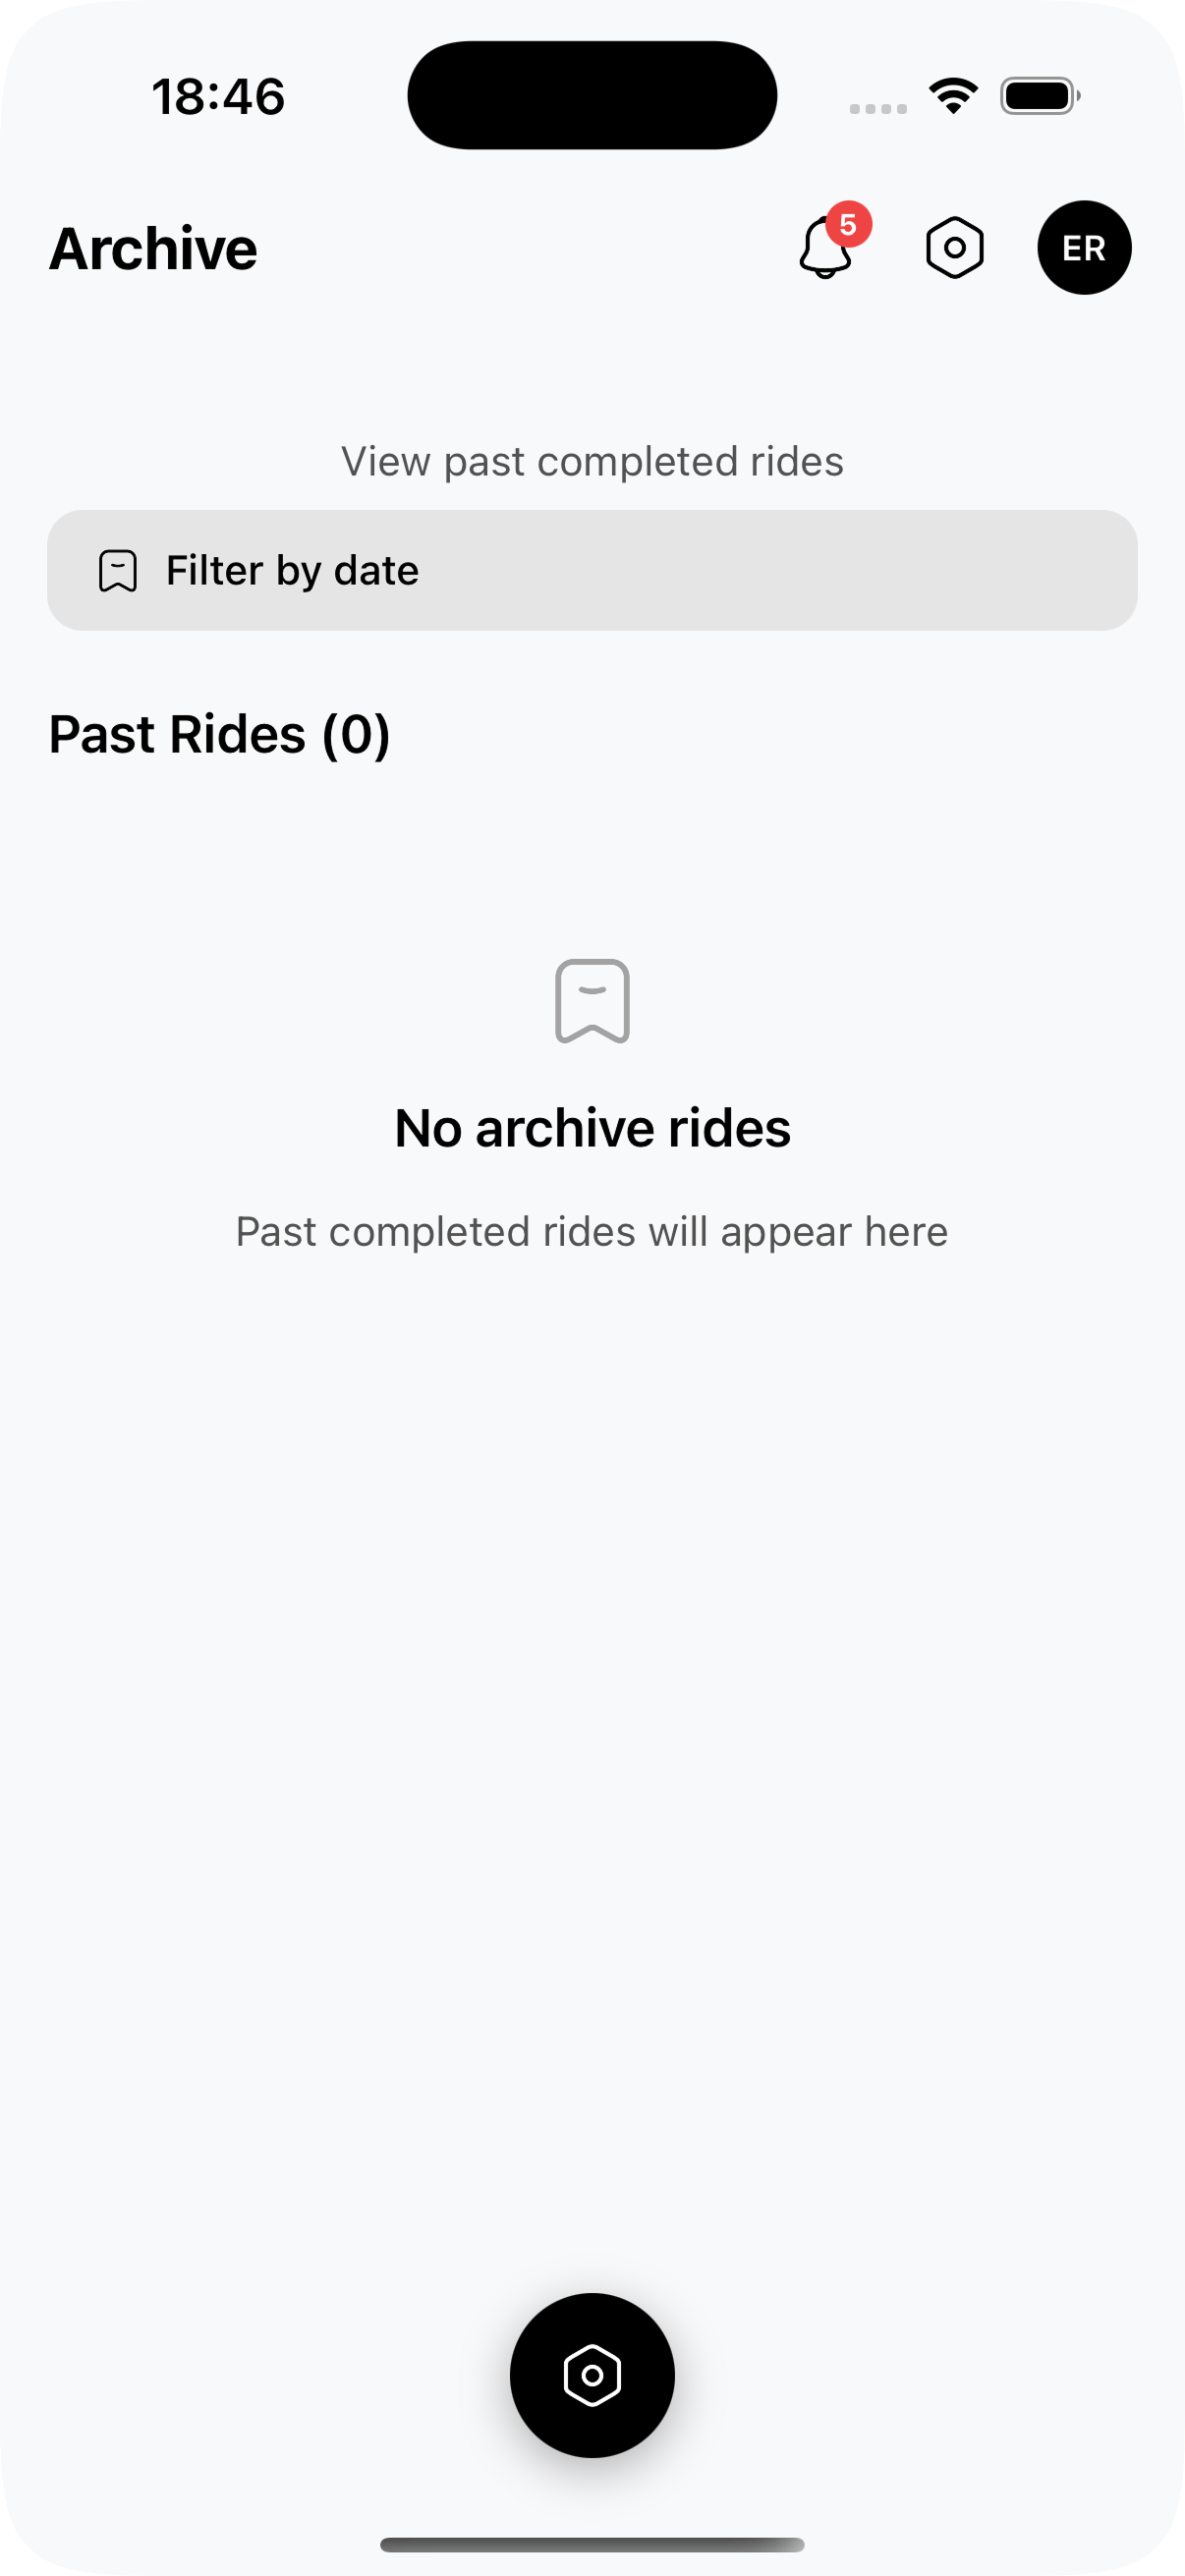 18:46
Archive
5
ER
View past completed rides
Filter by date
Past Rides (0)
No archive rides
Past completed rides will appear here